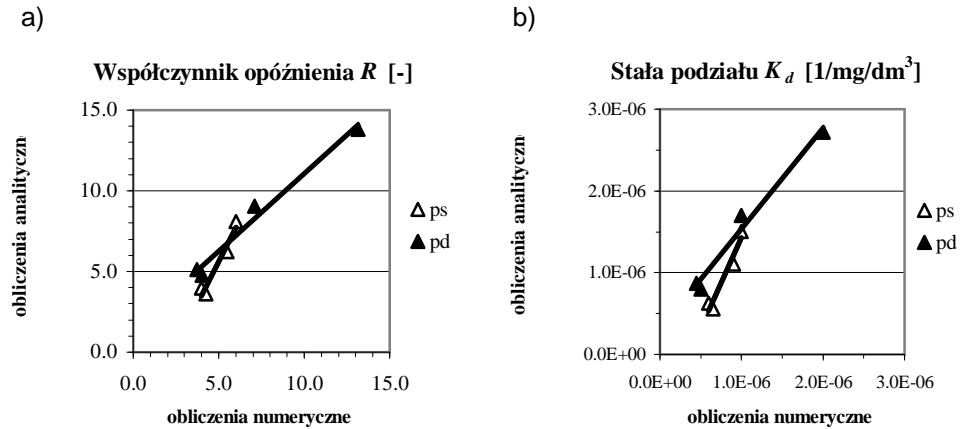 a)
Współczynnik opóźnienia R [-]
obliczenia analityczn
15.0
10.0
5.0
0.0
0.0 5.0 10.0 15.0
obliczenia numeryczne
ps
pd
b)
Stała podziału K d [1/mg/dm³]
obliczenia analityczn
3.0E-06
2.0E-06
1.0E-06
0.0E+00
0.0E+00 1.0E-06 2.0E-06 3.0E-06
obliczenia numeryczne
ps
pd